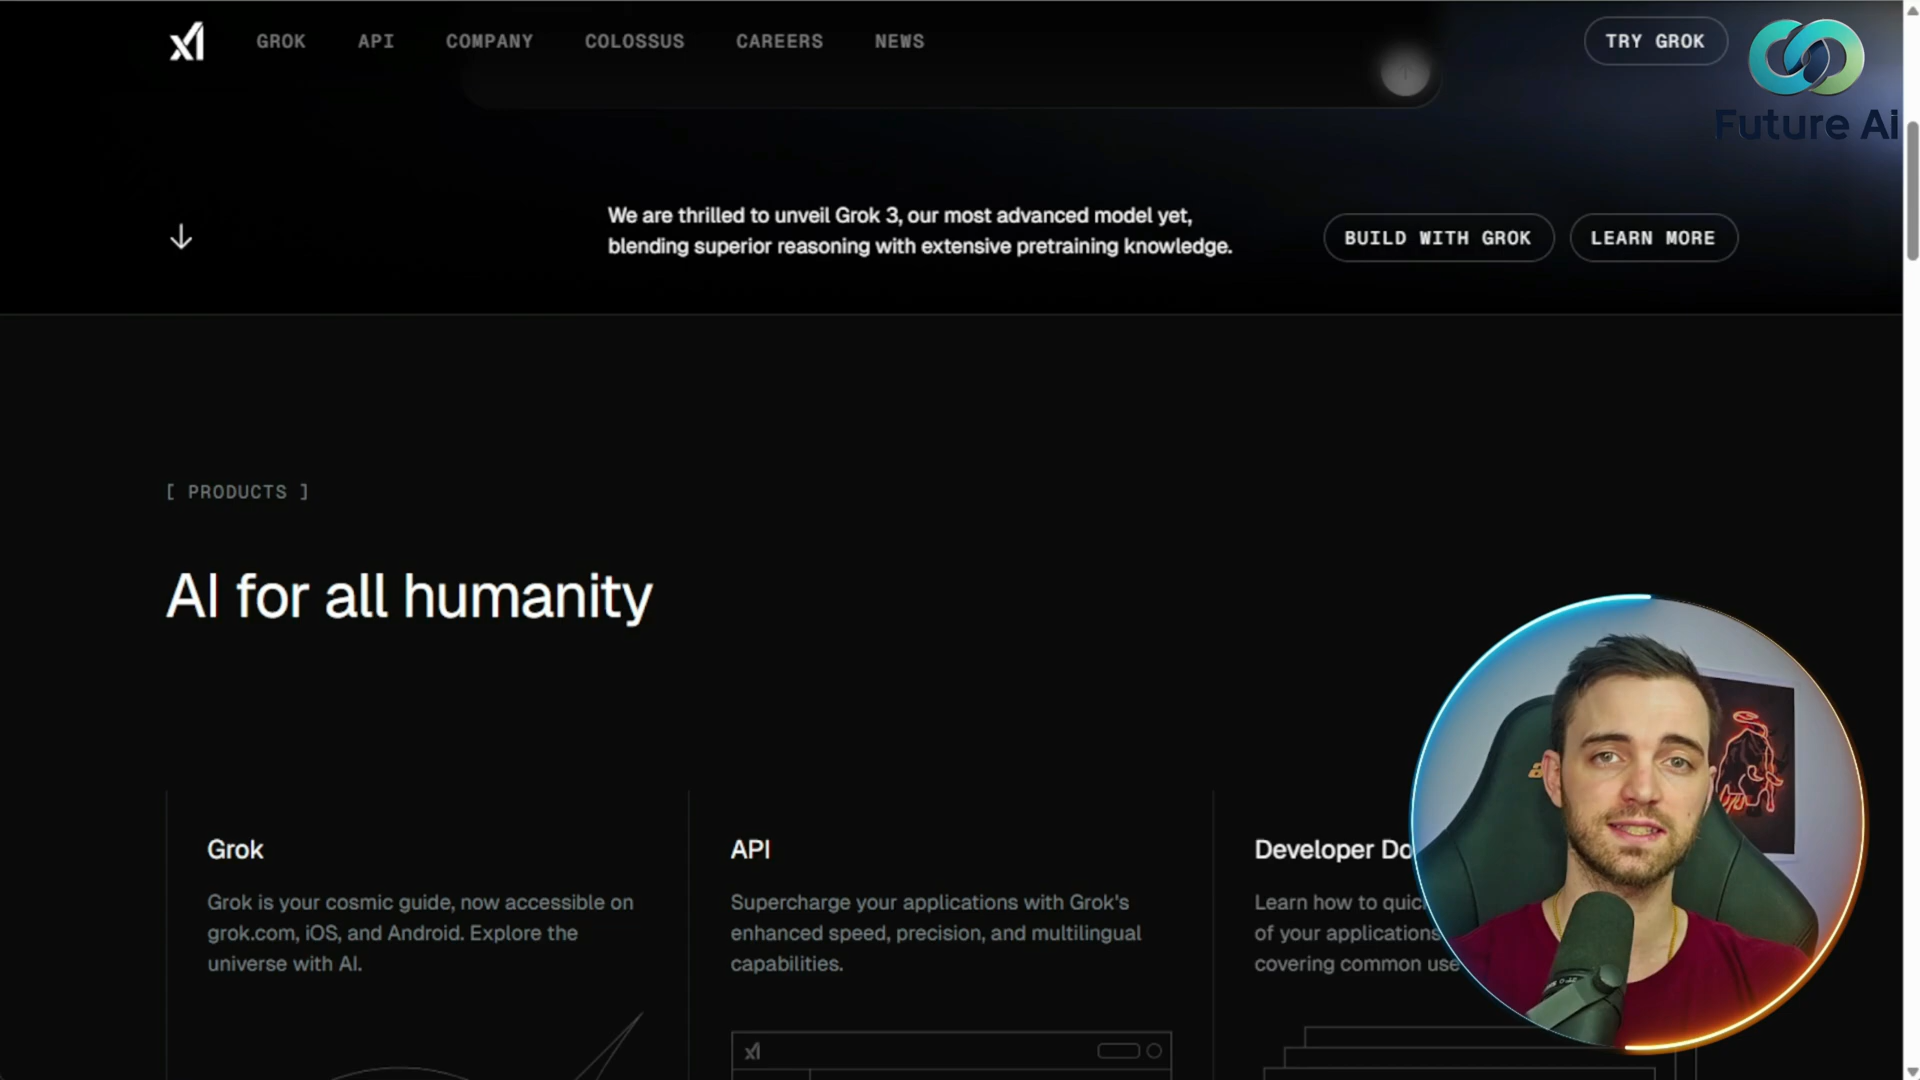 xI
GROK
API
COMPANY
COLOSSUS
CAREERS
NEWS
TRY GROK
Future Ai
We are thrilled to unveil Grok 3, our most advanced model yet,
blending superior reasoning with extensive pretraining knowledge.
BUILD WITH GROK
LEARN MORE
[ PRODUCTS ]
AI for all humanity
Grok
Grok is your cosmic guide, now accessible on
grok.com, iOS, and Android. Explore the
universe with AI.
API
Supercharge your applications with Grok's
enhanced speed, precision, and multilingual
capabilities.
xI
Developer Do
Learn how to quic
of your applications
covering common use